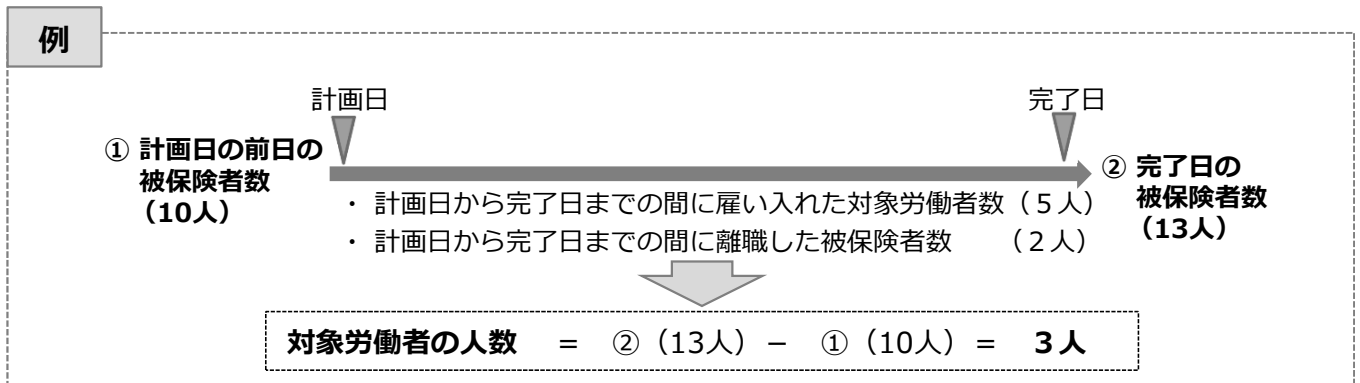 例
計画日
完了日
① 計画日の前日の
被保険者数
(10人)
② 完了日の
被保険者数
(13人)
・ 計画日から完了日までの間に雇い入れた対象労働者数(5人)
・ 計画日から完了日までの間に離職した被保険者数 (2人)
対象労働者の人数 = ②(13人)− ①(10人)= 3人